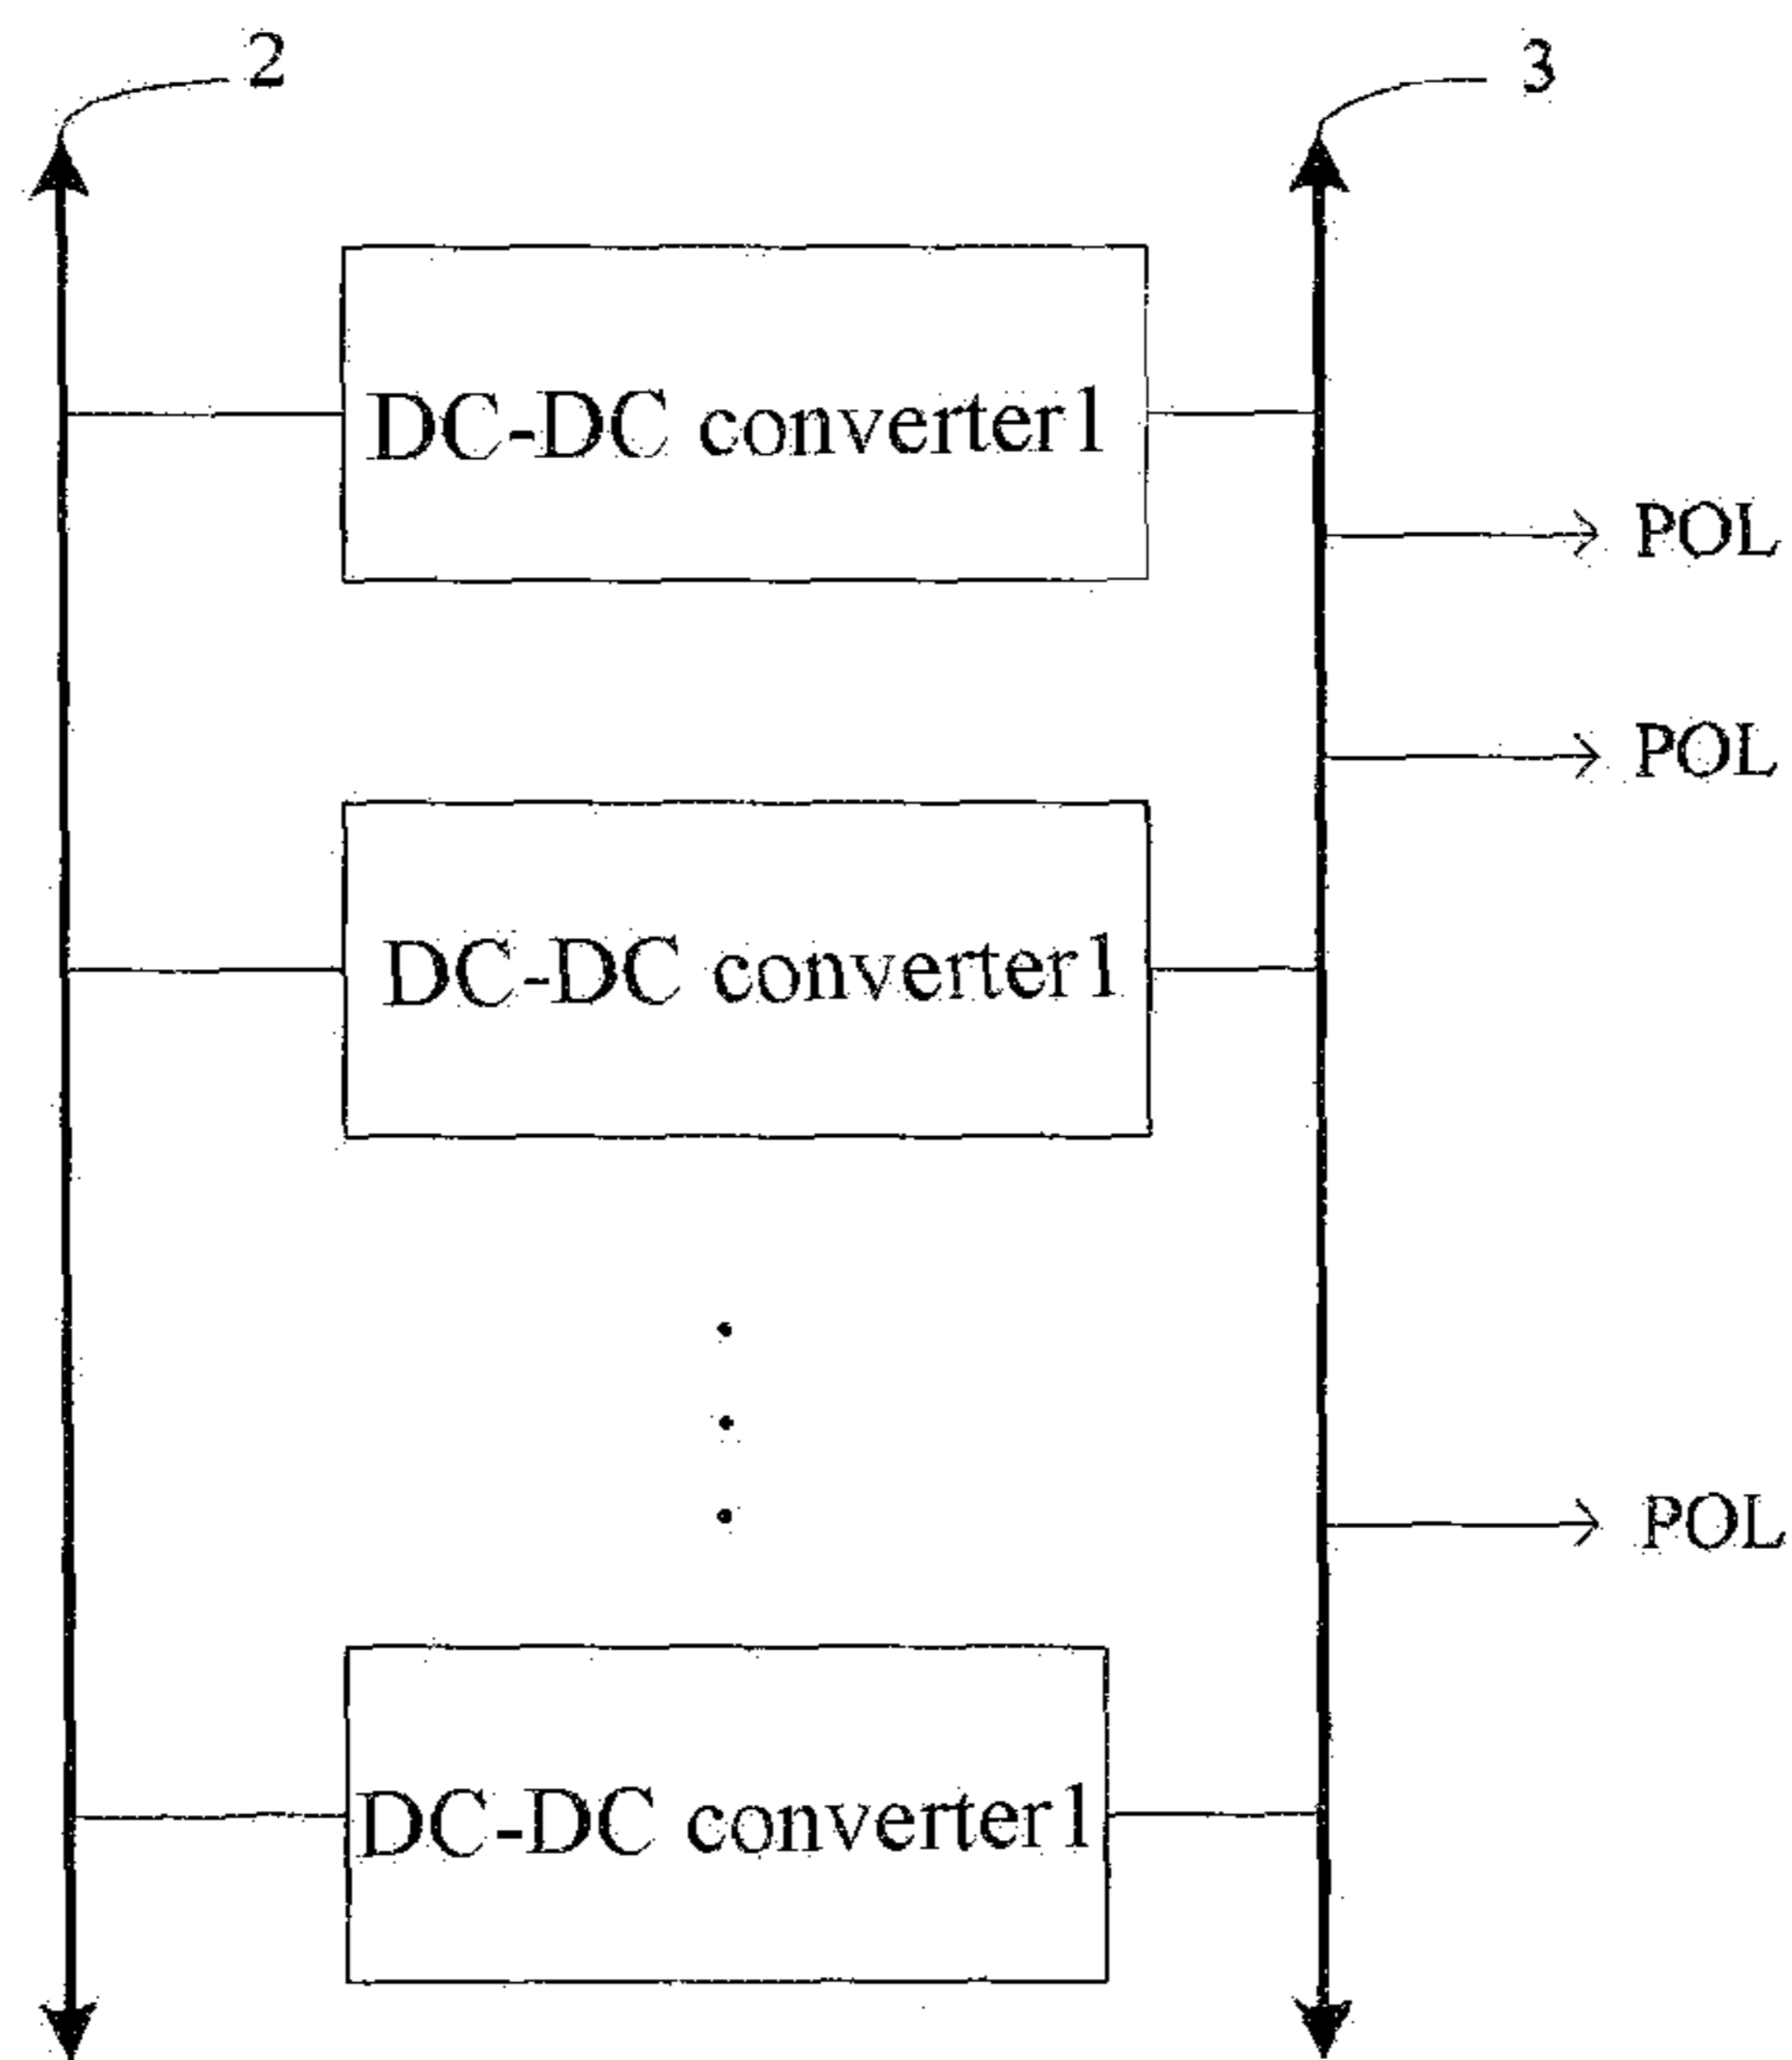 2
3
DC-DC converter1
POL
POL
DC-DC converter1
POL
DC-DC converter1